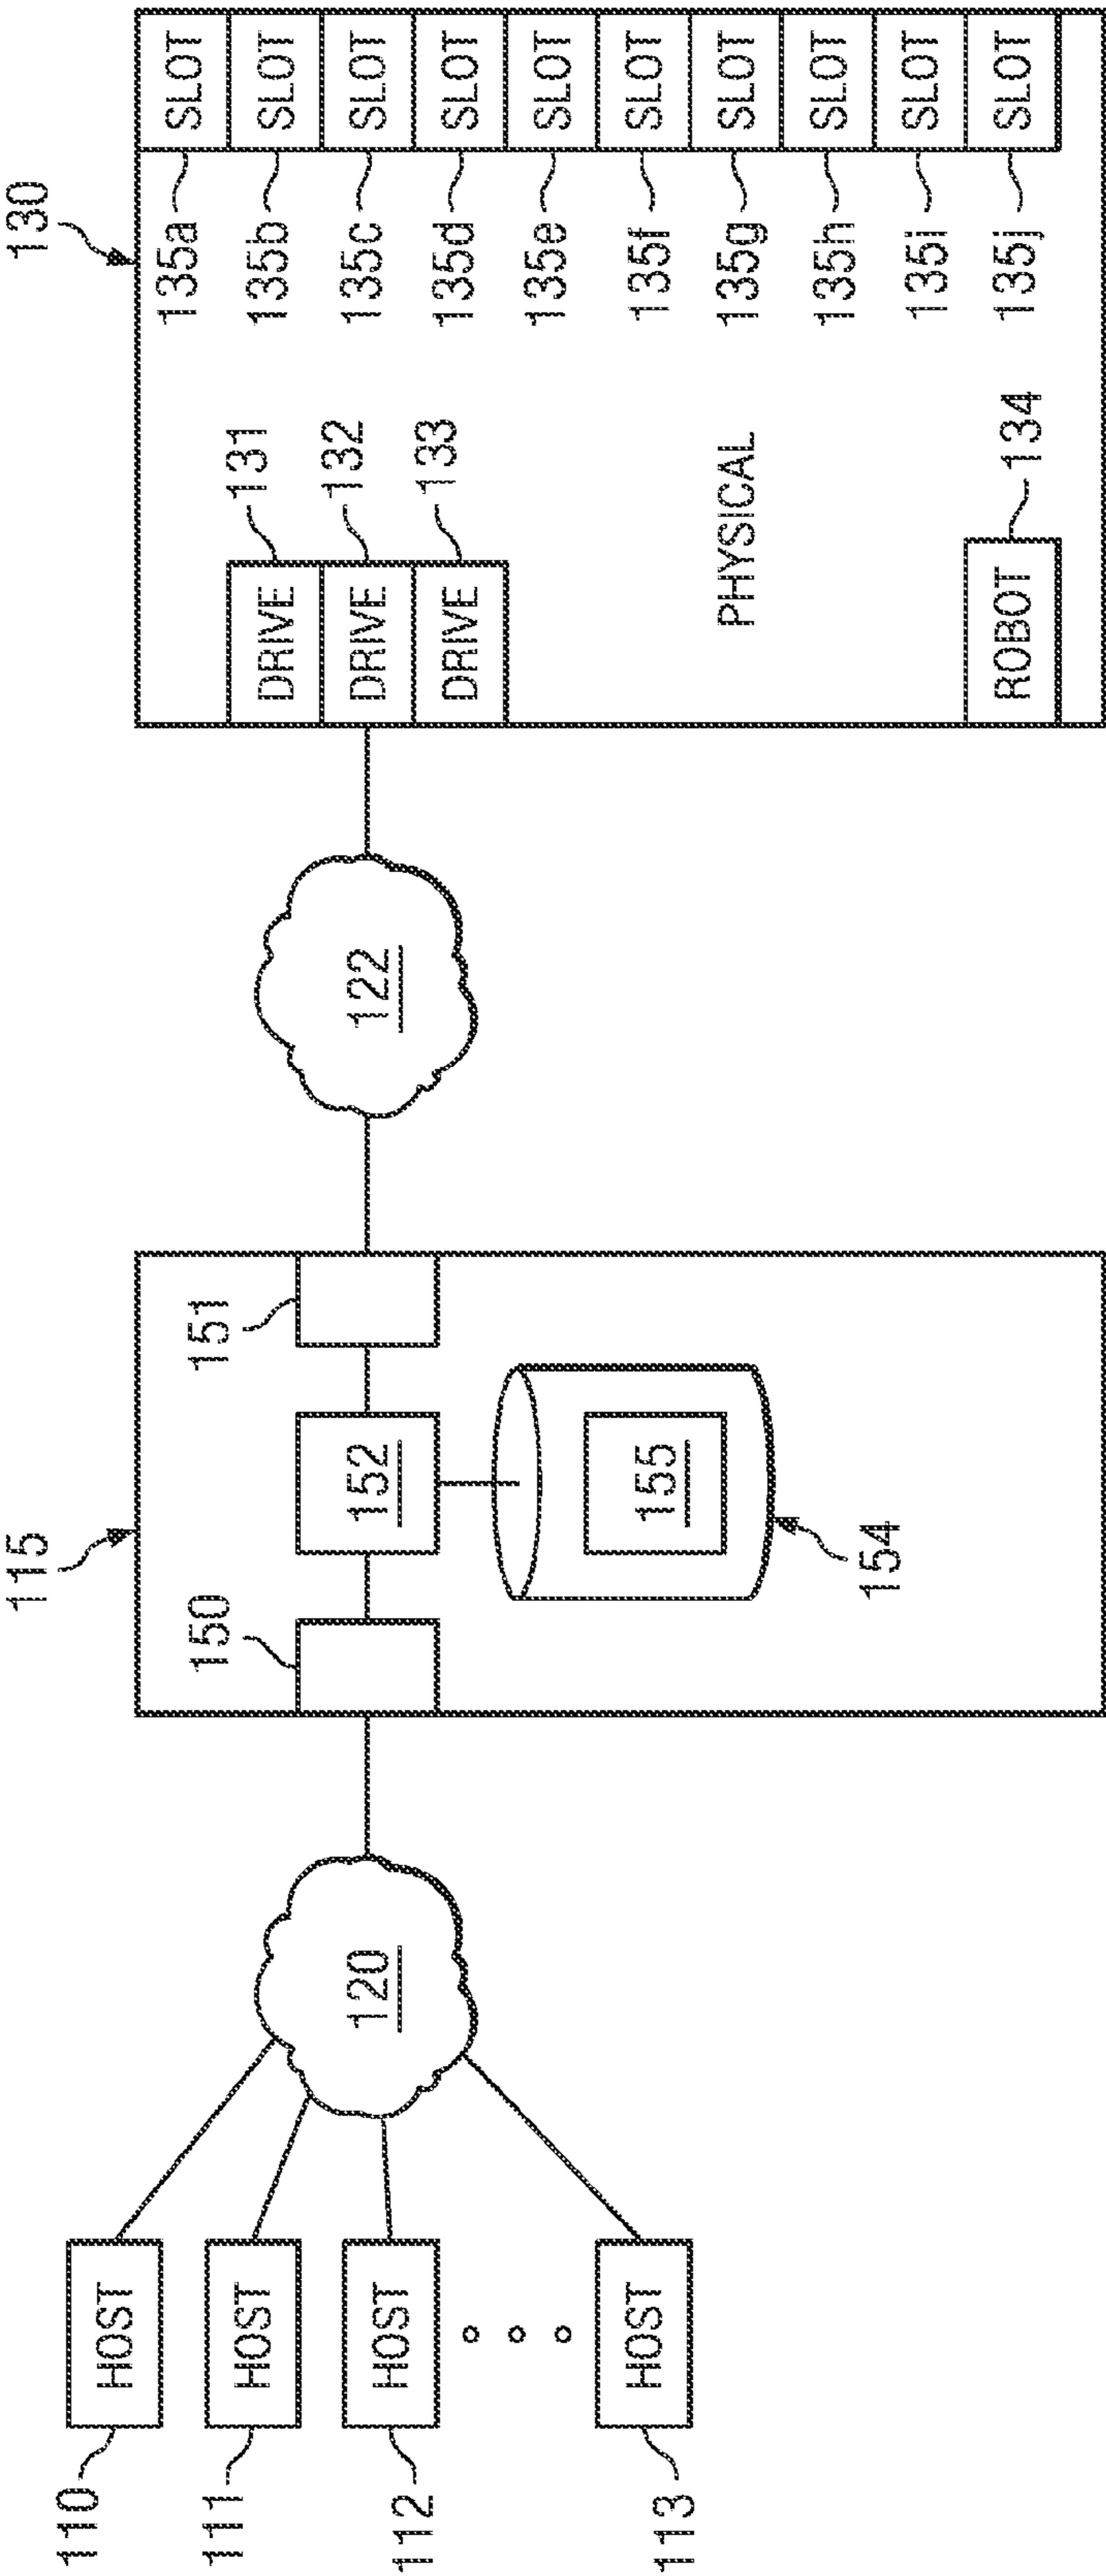 110
HOST
111
HOST
112
HOST
113
HOST
120
115
150
152
151
155
154
122
130
DRIVE
131
DRIVE
132
DRIVE
133
PHYSICAL
ROBOT
134
135a
SLOT
135b
SLOT
135c
SLOT
135d
SLOT
135e
SLOT
135f
SLOT
135g
SLOT
135h
SLOT
135i
SLOT
135j
SLOT